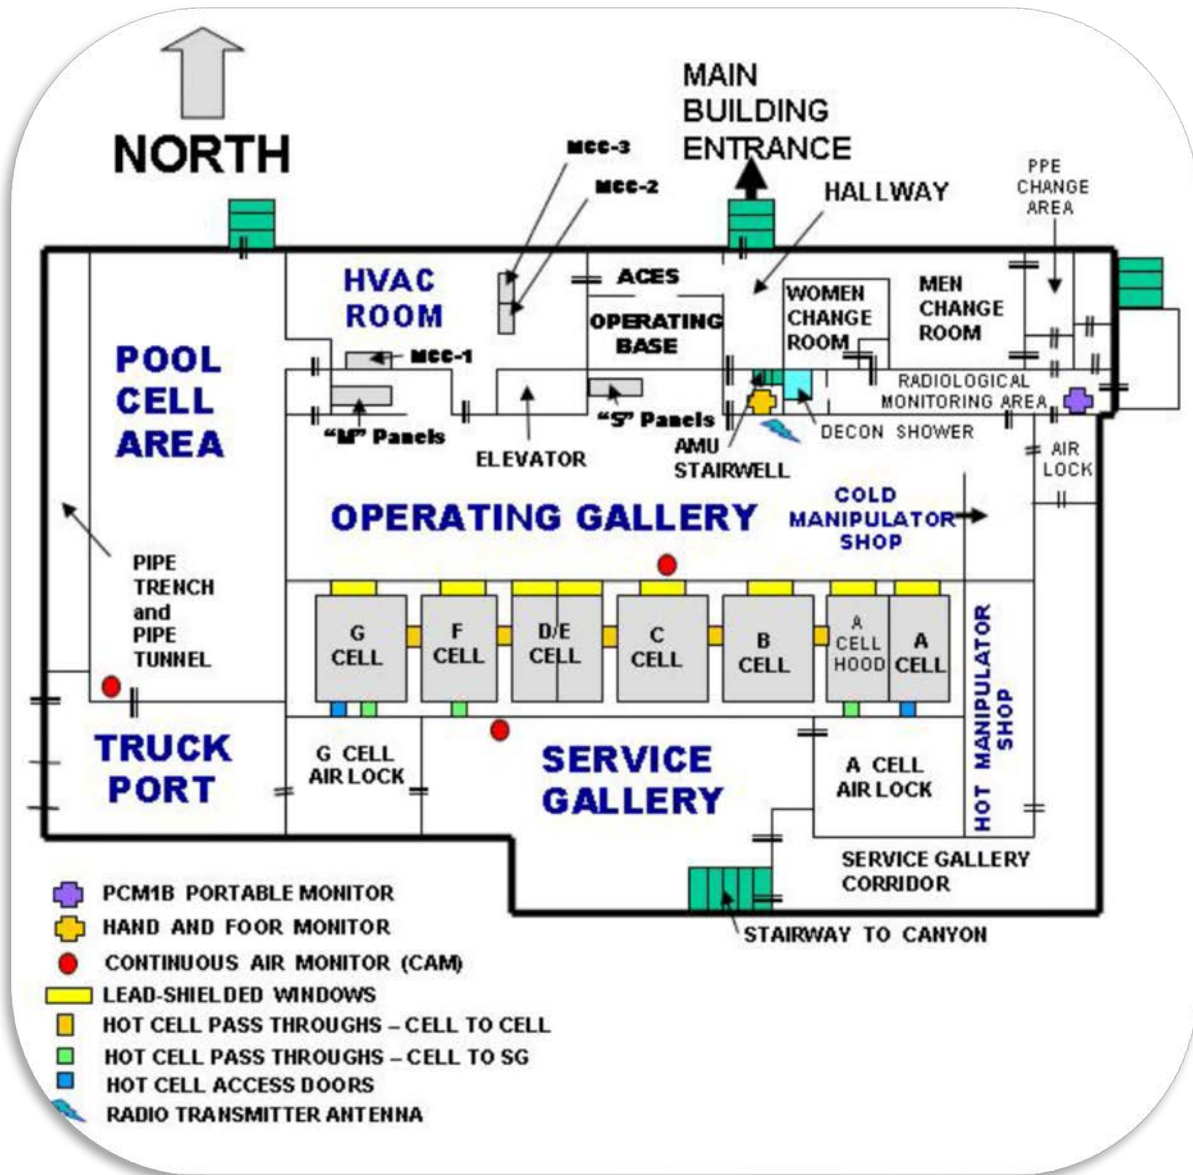 NORTH
MAIN
BUILDING
ENTRANCE
MCC-3
MCC-2
HALLWAY
PPE
CHANGE
AREA
HVAC
ROOM
ACES
OPERATING
BASE
WOMEN
CHANGE
ROOM
MEN
CHANGE
ROOM
POOL
CELL
AREA
MCC-1
"M" Panels
ELEVATOR
"S" Panels
AMU
STAIRWELL
RADIOLOGICAL
MONITORING AREA
DECON SHOWER
AIR
LOCK
OPERATING GALLERY
COLD
MANIPULATOR
SHOP
PIPE
TRENCH
and
PIPE
TUNNEL
G
CELL
F
CELL
D/E
CELL
C
CELL
B
CELL
A
CELL
HOOD
A
CELL
HOT MANIPULATOR
SHOP
TRUCK
PORT
G CELL
AIR LOCK
SERVICE
GALLERY
A CELL
AIR LOCK
SERVICE GALLERY
CORRIDOR
STAIRWAY TO CANYON
PCM1B PORTABLE MONITOR
HAND AND FOOR MONITOR
CONTINUOUS AIR MONITOR (CAM)
LEAD-SHIELDED WINDOWS
HOT CELL PASS THROUGHS – CELL TO CELL
HOT CELL PASS THROUGHS – CELL TO SG
HOT CELL ACCESS DOORS
RADIO TRANSMITTER ANTENNA